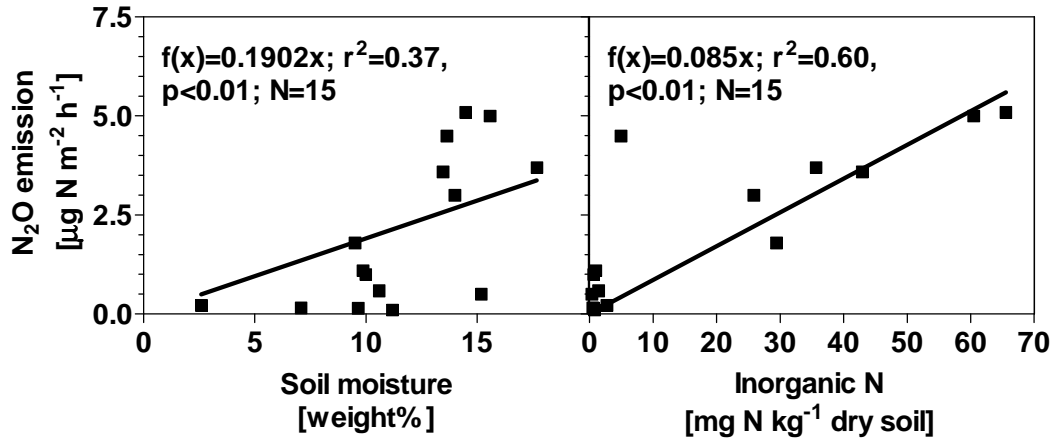 7.5
5.0
2.5
0.0
N₂O emission
[µg N m⁻² h⁻¹]
f(x)=0.1902x; r²=0.37,
p<0.01; N=15
0 5 10 15
Soil moisture
[weight%]
f(x)=0.085x; r²=0.60,
p<0.01; N=15
0 10 20 30 40 50 60 70
Inorganic N
[mg N kg⁻¹ dry soil]